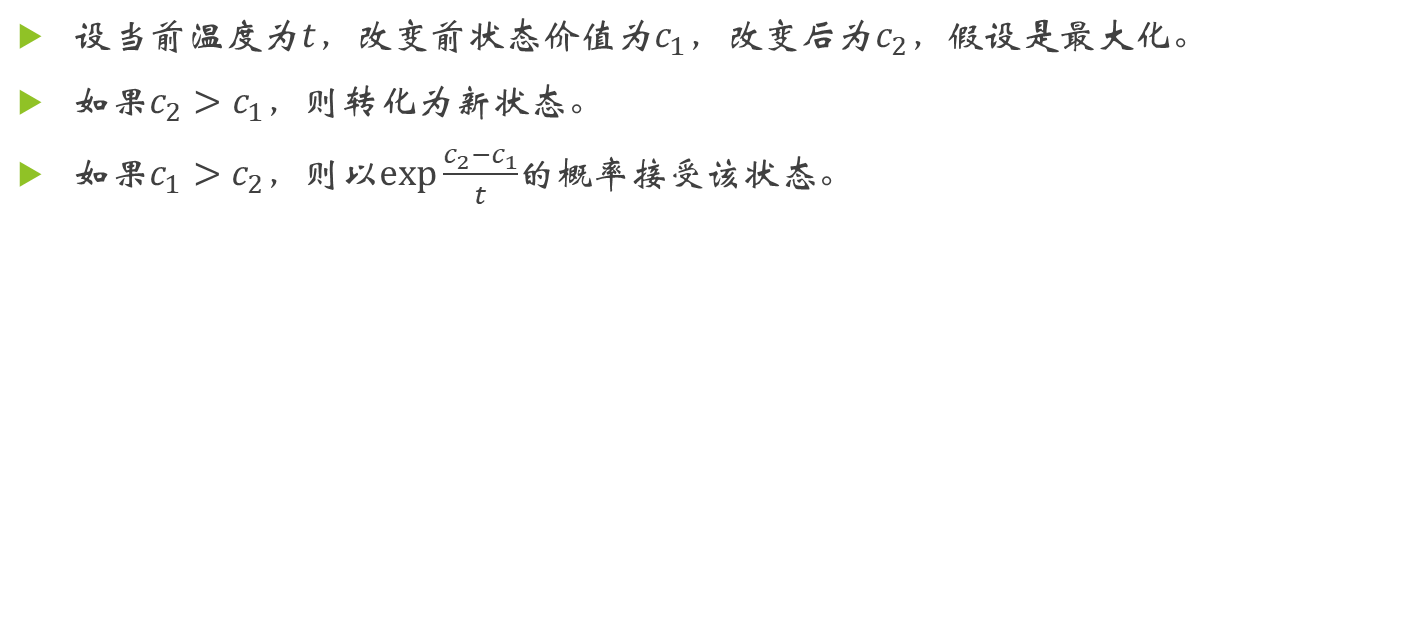 设当前温度为t，改变前状态价值为c₁，改变后为c₂，假设是最大化。
如果c₂ > c₁，则转化为新状态。
如果c₁ > c₂，则以exp (c₂−c₁)/t 的概率接受该状态。